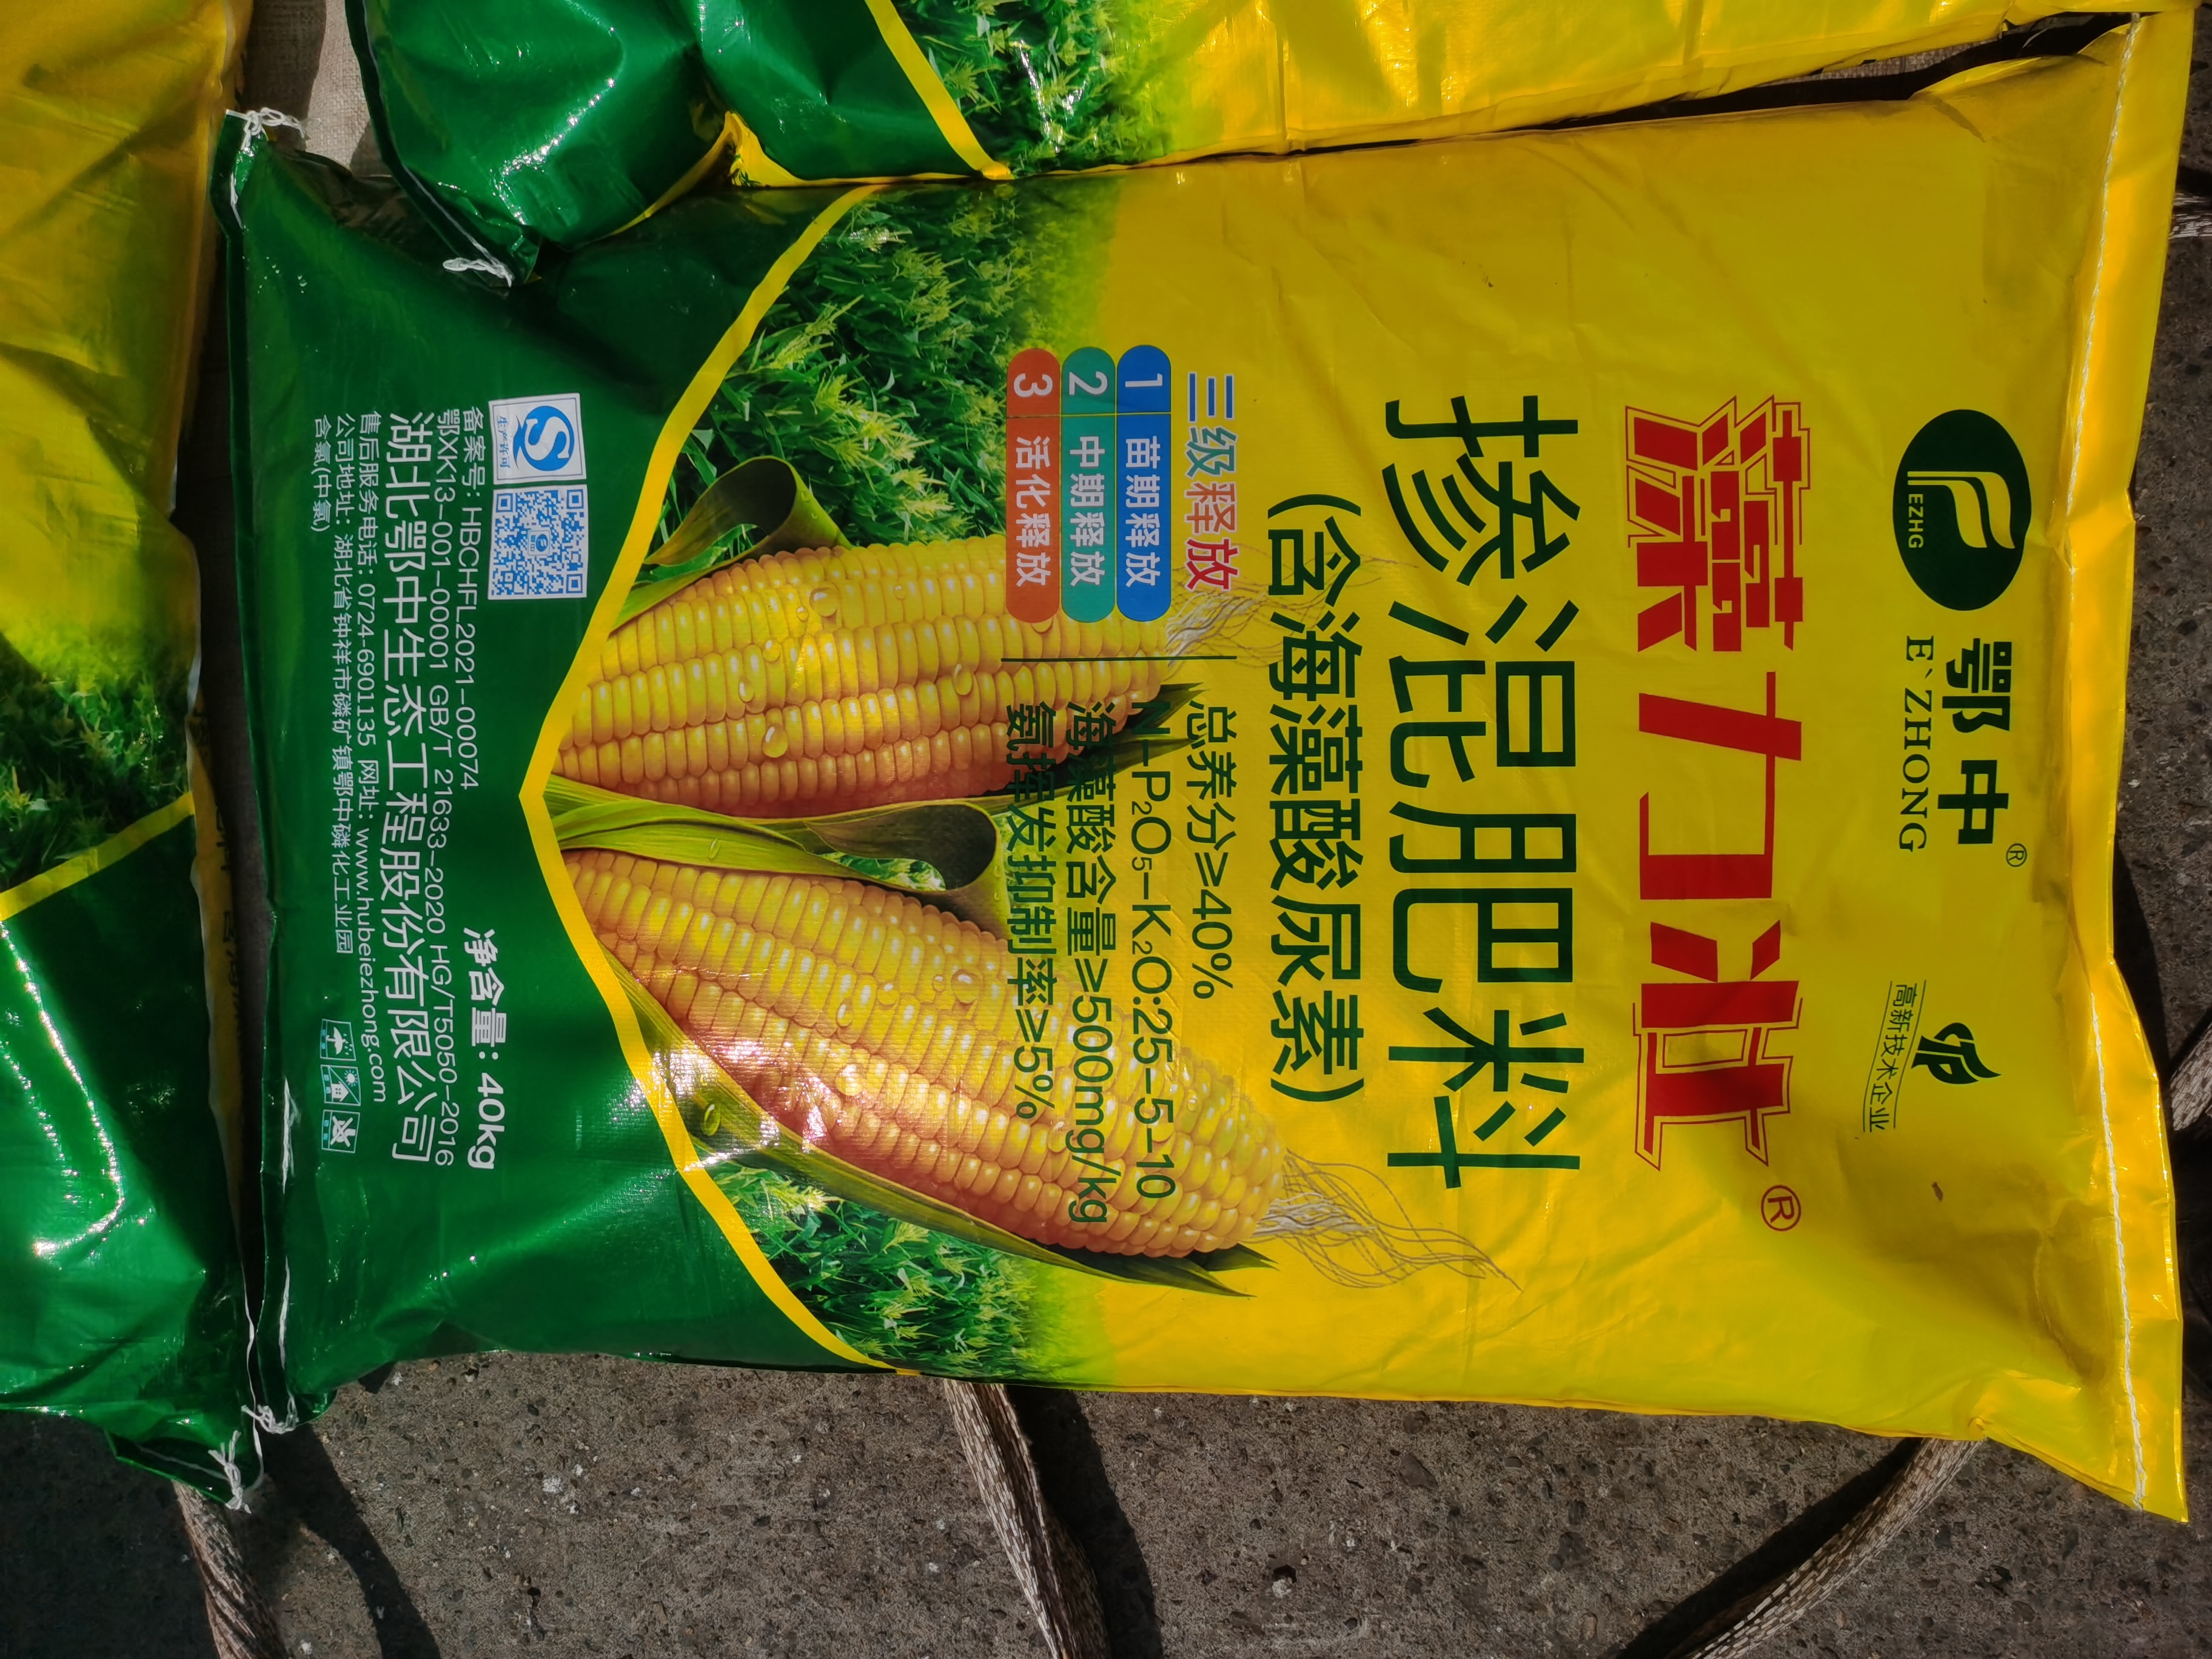 EZHG
鄂中®
E`ZHONG
高新技术企业
藻力壮®
掺混肥料
(含海藻酸尿素)
三级释放
1 苗期释放
2 中期释放
3 活化释放
总养分≥40%
N-P₂O₅-K₂O:25-5-10
海藻酸含量≥500mg/kg
氨挥发抑制率≥5%
生产许可
净含量: 40kg
备案号: HBCHFL2021-00074
鄂XK13-001-00001 GB/T 21633-2020 HG/T5050-2016
湖北鄂中生态工程股份有限公司
售后服务电话: 0724-6901135 网址: www.hubeiezhong.com
公司地址: 湖北省钟祥市磷矿镇鄂中磷化工业园
含氯(中氯)